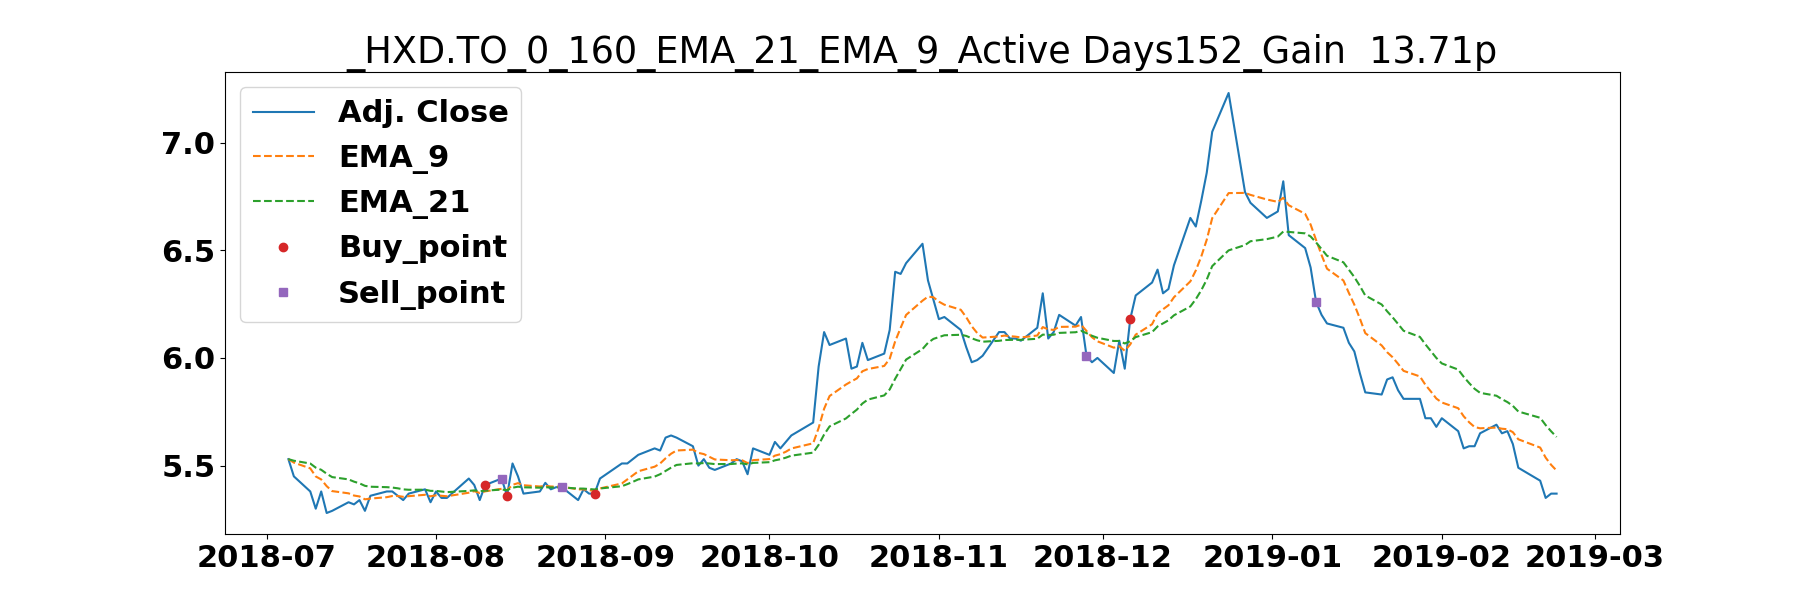 _HXD.TO_0_160_EMA_21_EMA_9_Active Days152_Gain  13.71p
Adj. Close
EMA_9
EMA_21
Buy_point
Sell_point
7.0
6.5
6.0
5.5
2018-07 2018-08 2018-09 2018-10 2018-11 2018-12 2019-01 2019-02 2019-03